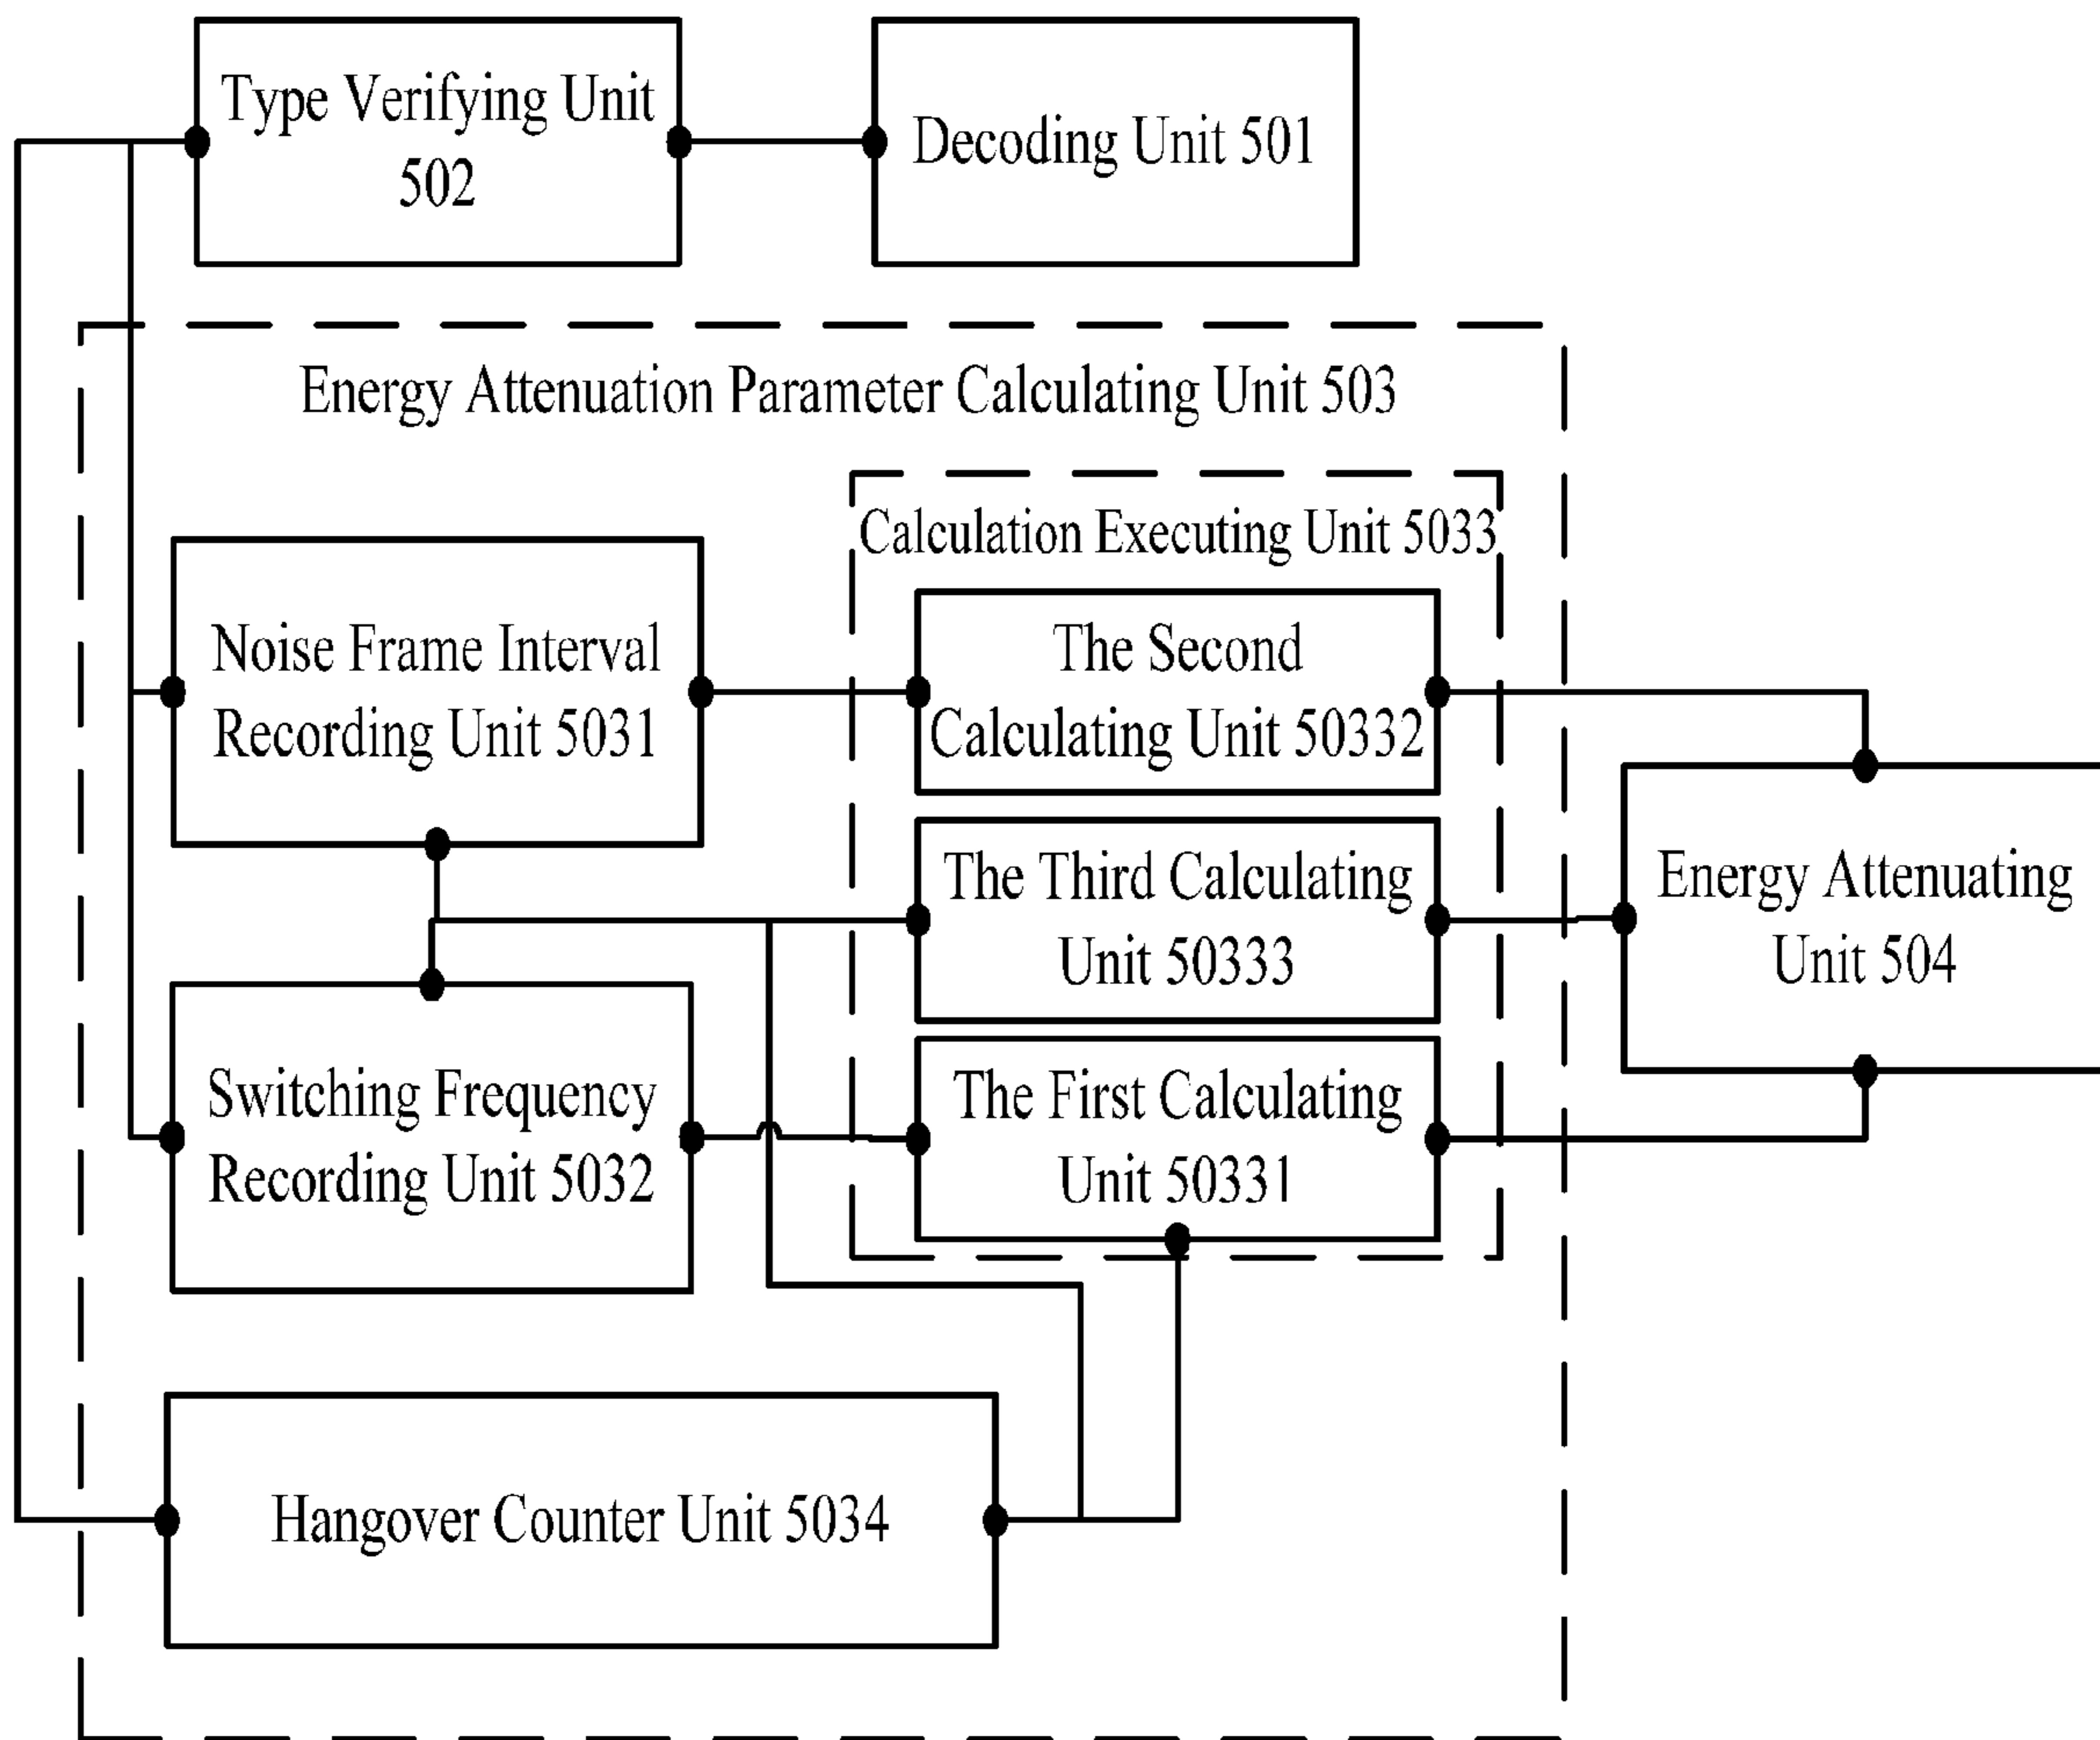 Type Verifying Unit
502
Decoding Unit 501
Energy Attenuation Parameter Calculating Unit 503
Calculation Executing Unit 5033
Noise Frame Interval
Recording Unit 5031
The Second
Calculating Unit 50332
The Third Calculating
Unit 50333
Energy Attenuating
Unit 504
Switching Frequency
Recording Unit 5032
The First Calculating
Unit 50331
Hangover Counter Unit 5034